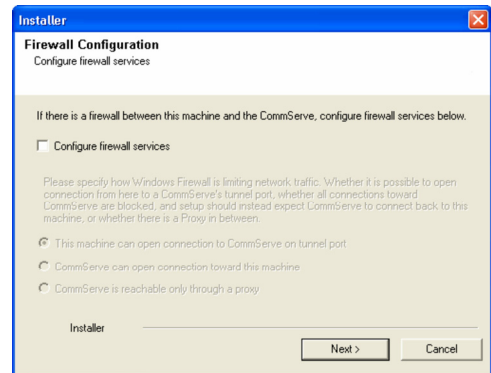 Installer
Firewall Configuration
Configure firewall services
If there is a firewall between this machine and the CommServe, configure firewall services below.
Configure firewall services
Please specify how Windows Firewall is limiting network traffic. Whether it is possible to open
connection from here to a CommServe's tunnel port, whether all connections toward
CommServe are blocked, and setup should instead expect CommServe to connect back to this
machine, or whether there is a Proxy in between.
This machine can open connection to CommServe on tunnel port
CommServe can open connection toward this machine
CommServe is reachable only through a proxy
Installer
Next >
Cancel